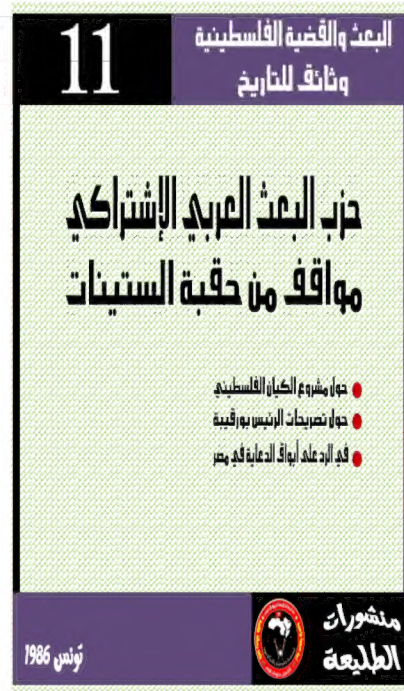 البعث والقضية الفلسطينية
وثائق للتاريخ
11
حزب البعث العربي الإشتراكي
مواقف من حقبة الستينات
حول مشروع الكيان الفلسطيني
حول تصريحات الرئيس بورقيبة
في الرد على أبواق الدعاية في مصر
منشورات
الطليعة
تونس 1986